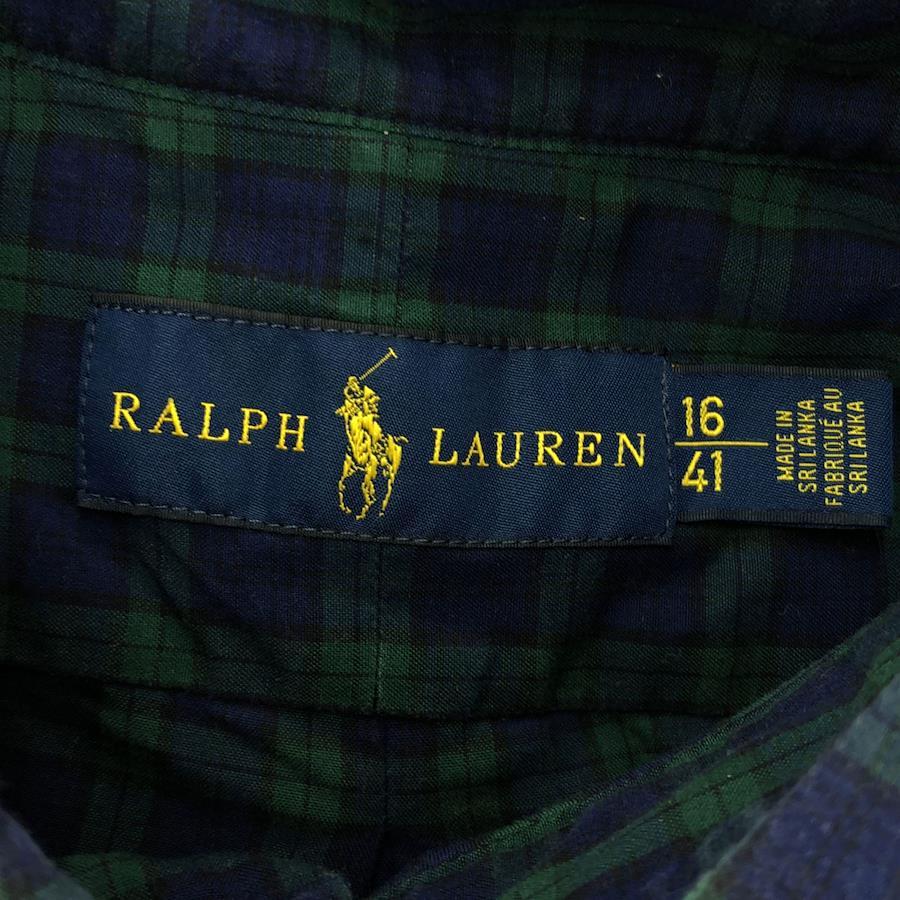 RALPH LAUREN
16
41
MADE IN
SRI LANKA
FABRIQUÉ AU
SRI LANKA